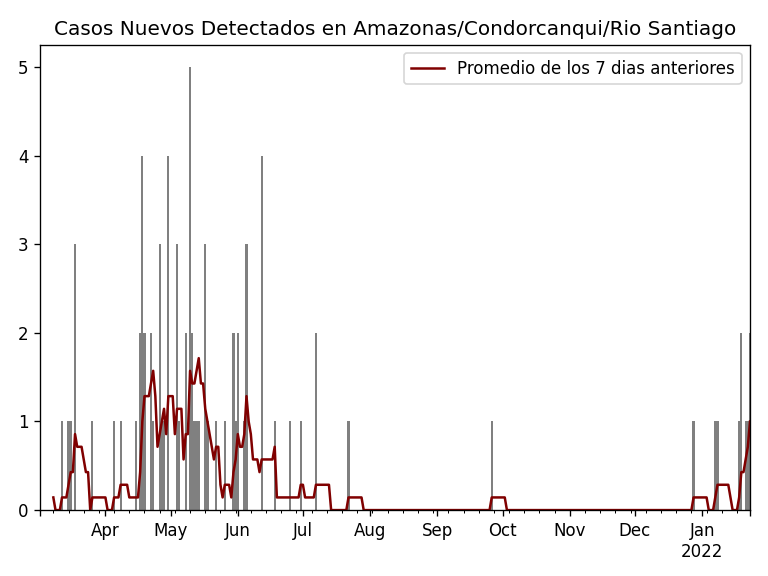 Casos Nuevos Detectados en Amazonas/Condorcanqui/Rio Santiago
Promedio de los 7 dias anteriores
5
4
3
2
1
0
Apr May Jun Jul Aug Sep Oct Nov Dec Jan
2022